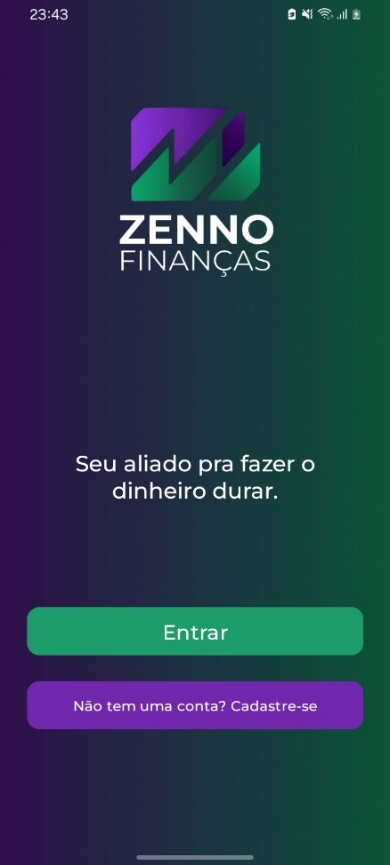 23:43
ZENNO
FINANÇAS
Seu aliado pra fazer o
dinheiro durar.
Entrar
Não tem uma conta? Cadastre-se